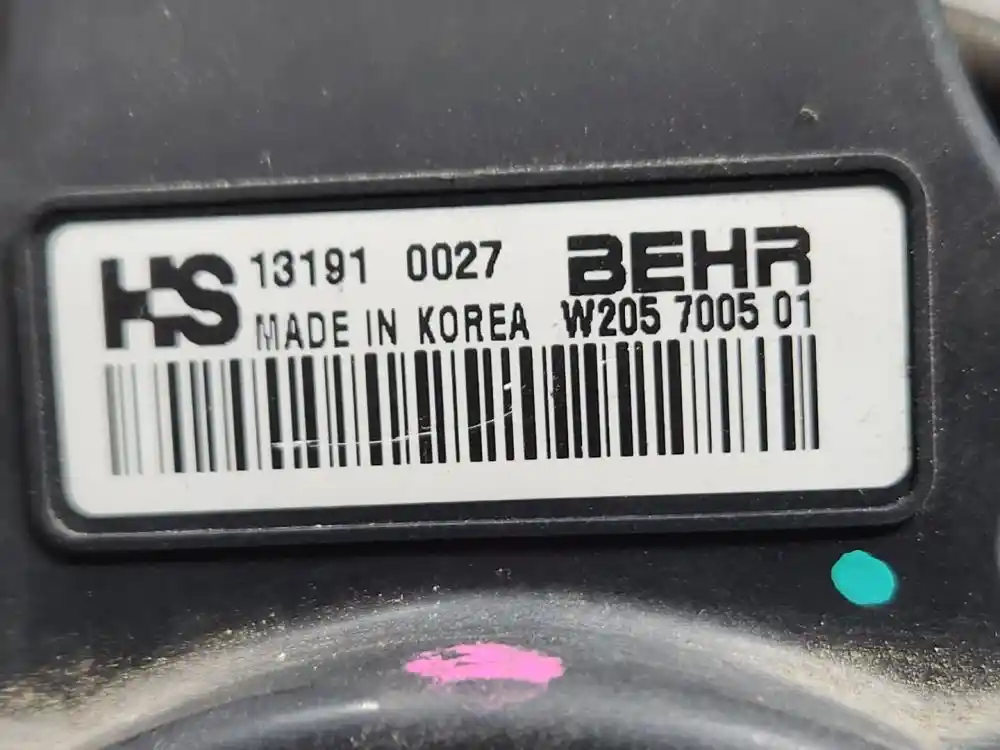 HS 13191 0027 BEHR
MADE IN KOREA W205 7005 01